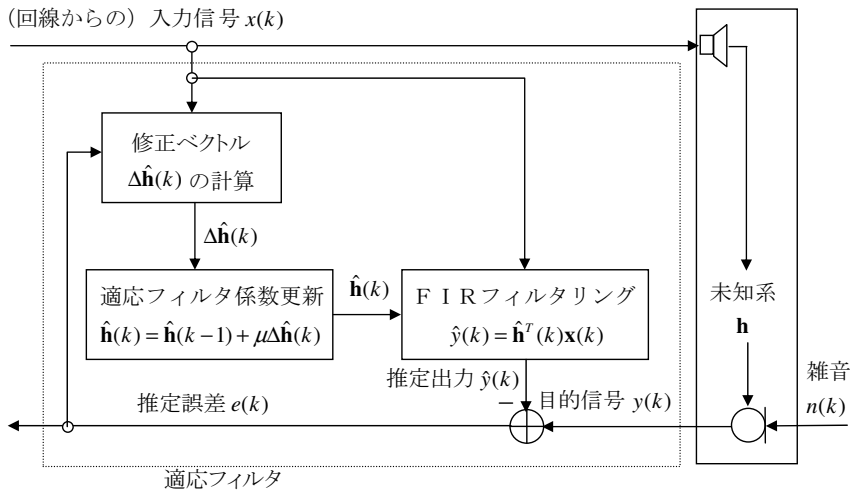 (回線からの) 入力信号 x(k)
修正ベクトル
Δĥ(k) の計算
Δĥ(k)
適応フィルタ係数更新
ĥ(k) = ĥ(k−1) + μΔĥ(k)
ĥ(k)
ＦＩＲフィルタリング
ŷ(k) = ĥᵀ(k)x(k)
未知系
h
推定出力 ŷ(k)
−
雑音
n(k)
推定誤差 e(k)
目的信号 y(k)
適応フィルタ